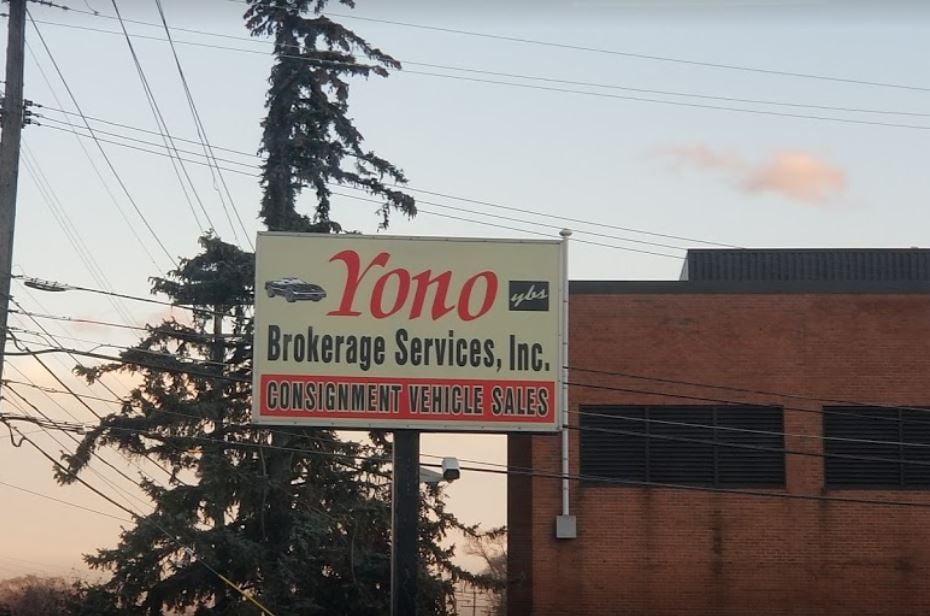 Yono
ybs
Brokerage Services, Inc.
CONSIGNMENT VEHICLE SALES